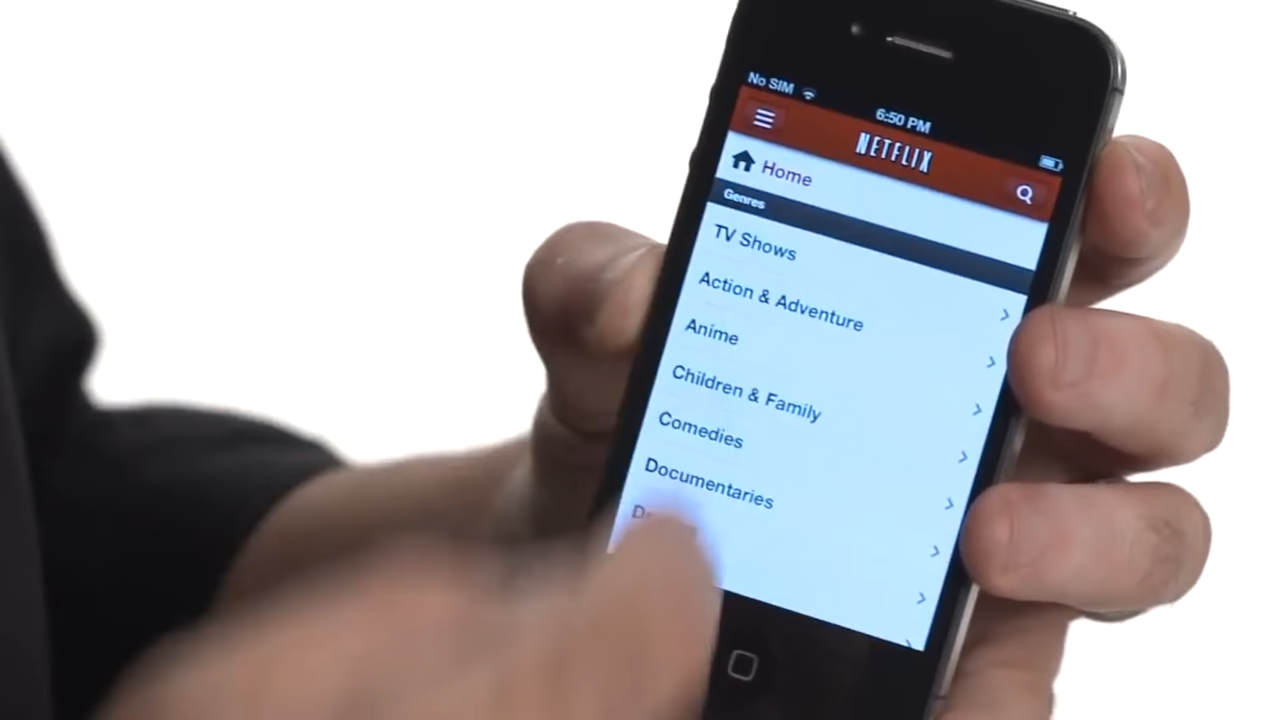 No SIM
6:50 PM
NETFLIX
Home
Genres
TV Shows
Action & Adventure
Anime
Children & Family
Comedies
Documentaries